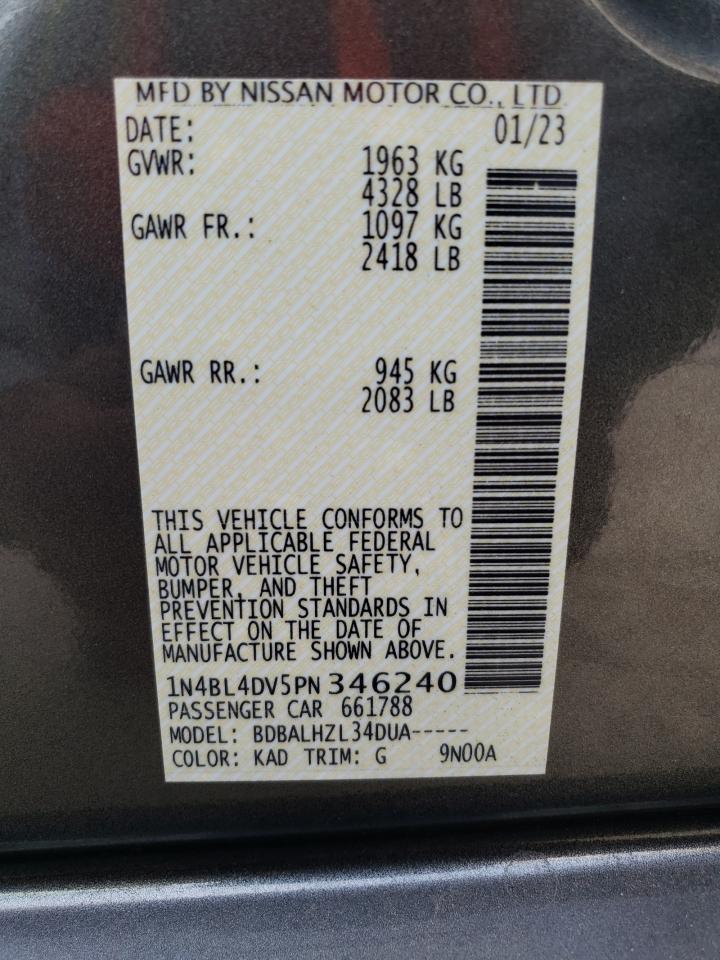 MFD BY NISSAN MOTOR CO., LTD.
DATE: 01/23
GVWR: 1963 KG
4328 LB
GAWR FR.: 1097 KG
2418 LB
GAWR RR.: 945 KG
2083 LB
THIS VEHICLE CONFORMS TO
ALL APPLICABLE FEDERAL
MOTOR VEHICLE SAFETY,
BUMPER, AND THEFT
PREVENTION STANDARDS IN
EFFECT ON THE DATE OF
MANUFACTURE SHOWN ABOVE.
1N4BL4DV5PN346240
PASSENGER CAR 661788
MODEL: BDBALHZL34DUA-----
COLOR: KAD TRIM: G 9N00A